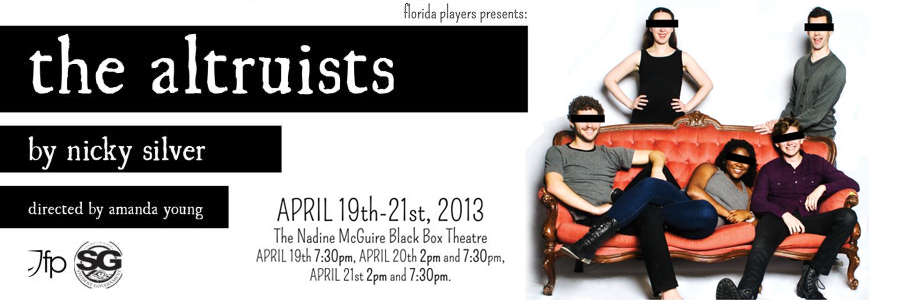 florida players presents:
the altruists
by nicky silver
directed by amanda young
APRIL 19th-21st, 2013
The Nadine McGuire Black Box Theatre
APRIL 19th 7:30pm, APRIL 20th 2pm and 7:30pm,
APRIL 21st 2pm and 7:30pm.
fp
SG